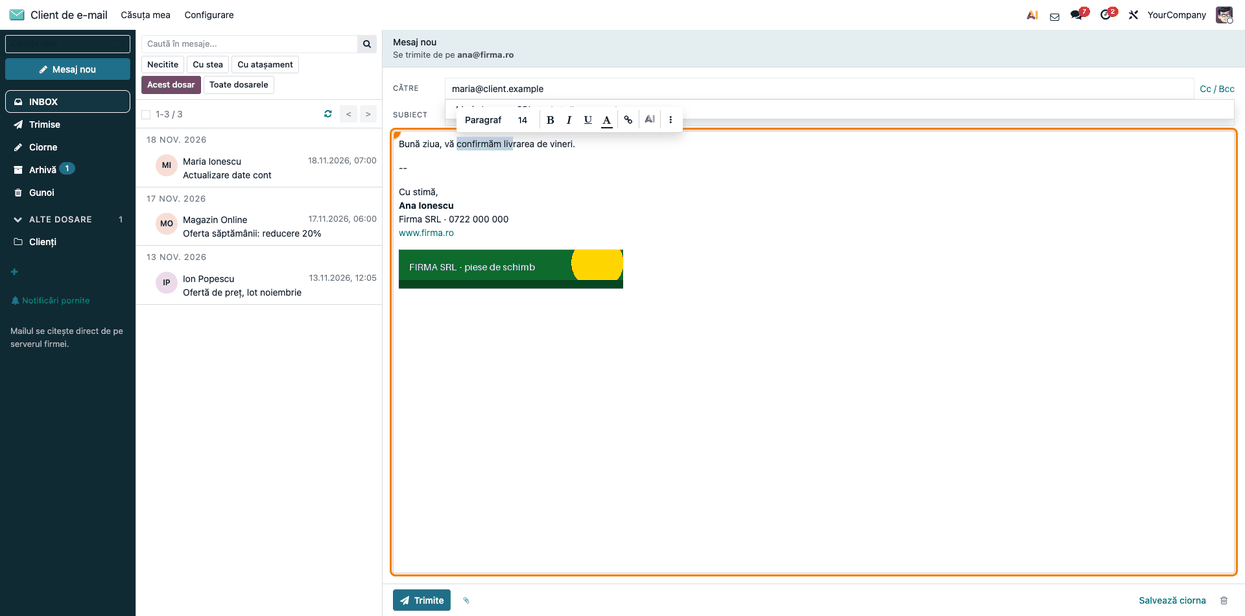 Client de e-mail
Căsuța mea
Configurare
7
2
YourCompany
Mesaj nou
INBOX
Trimise
Ciorne
Arhivă 1
Gunoi
ALTE DOSARE 1
Clienți
+
Notificări pornite
Mailul se citește direct de pe
serverul firmei.
Caută în mesaje...
Necitite
Cu stea
Cu atașament
Acest dosar
Toate dosarele
1-3 / 3
< >
18 NOV. 2026
MI
Maria Ionescu 18.11.2026, 07:00
Actualizare date cont
17 NOV. 2026
MO
Magazin Online 17.11.2026, 06:00
Oferta săptămânii: reducere 20%
13 NOV. 2026
IP
Ion Popescu 13.11.2026, 12:05
Ofertă de preț, lot noiembrie
Mesaj nou
Se trimite de pe ana@firma.ro
CĂTRE maria@client.example Cc / Bcc
SUBIECT
Paragraf 14 B I U A AI
Bună ziua, vă confirmăm livrarea de vineri.
--
Cu stimă,
Ana Ionescu
Firma SRL · 0722 000 000
www.firma.ro
FIRMA SRL · piese de schimb
Trimite
Salvează ciorna